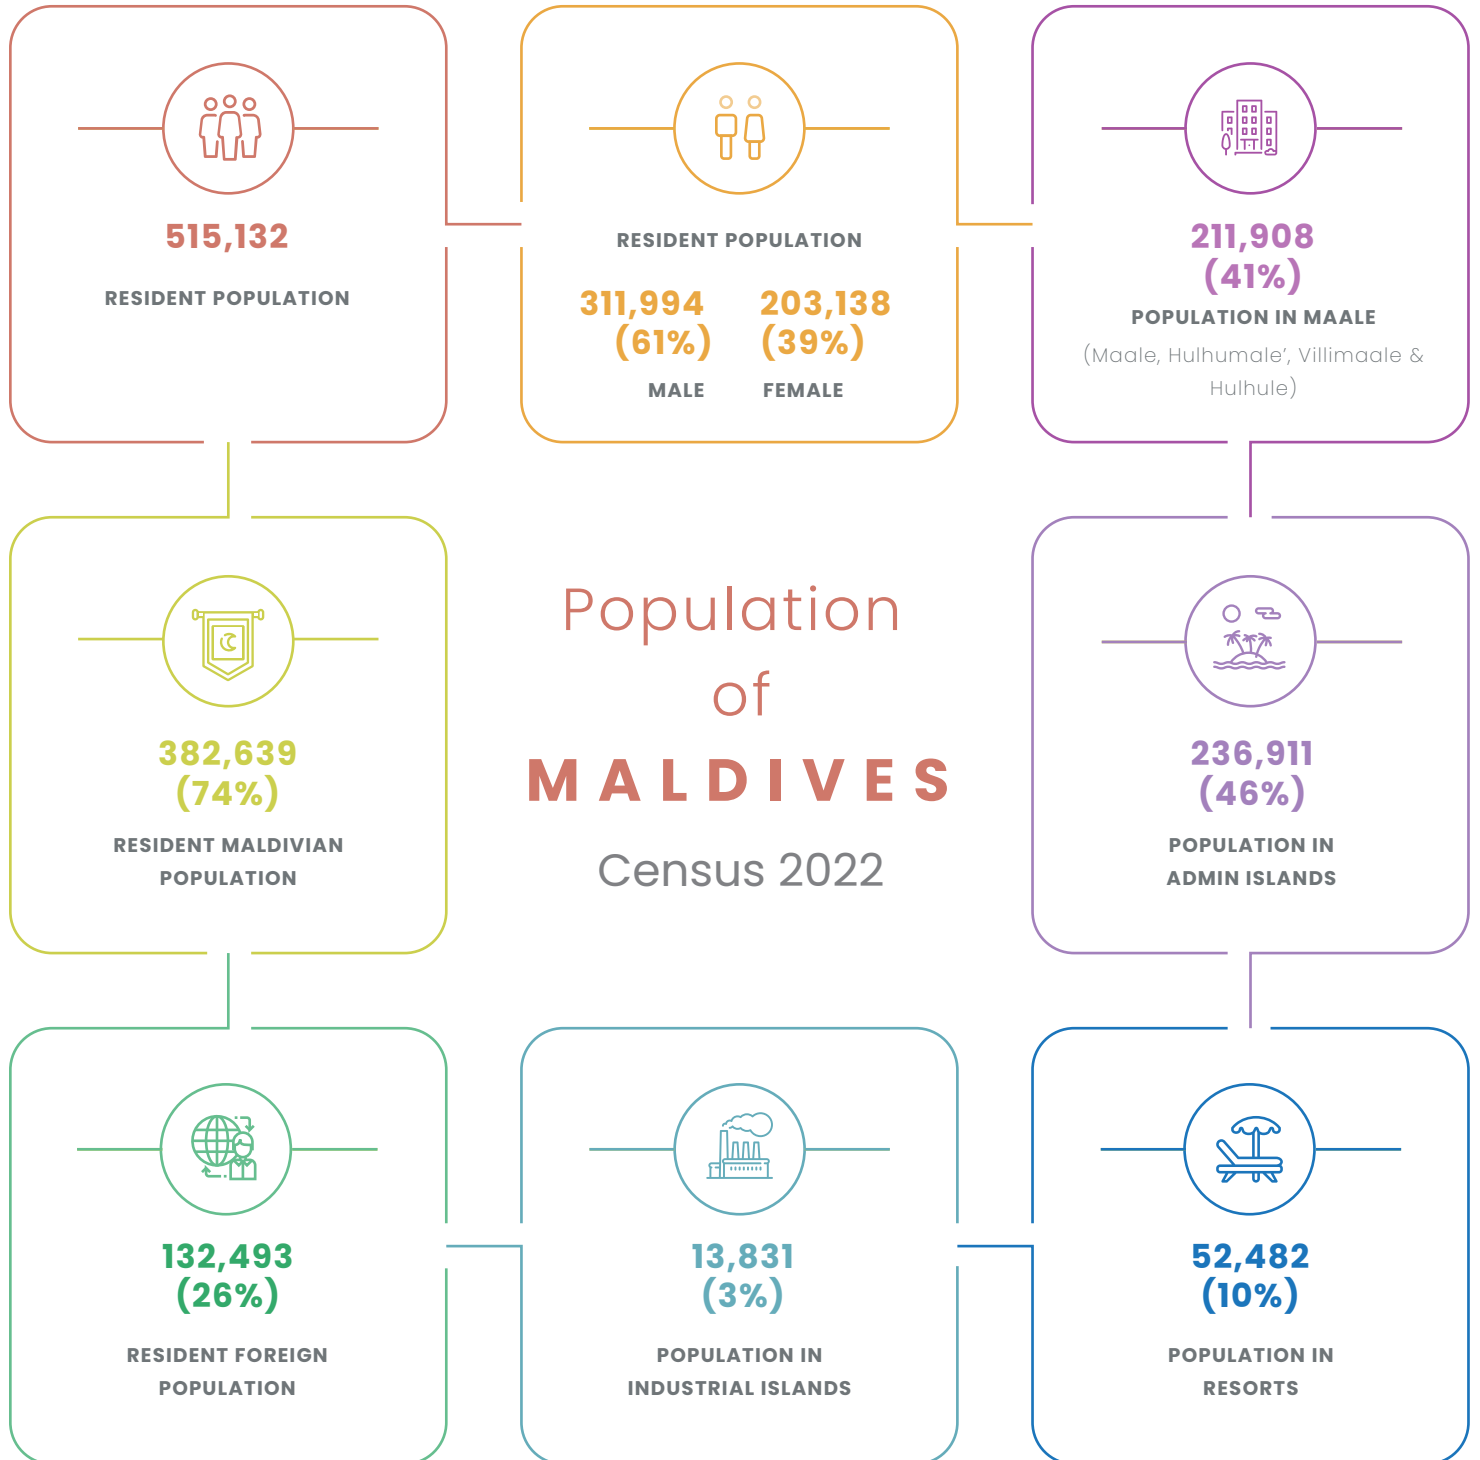 515,132
RESIDENT POPULATION
RESIDENT POPULATION
311,994 203,138
(61%) (39%)
MALE FEMALE
211,908
(41%)
POPULATION IN MAALE
(Maale, Hulhumale’, Villimaale &
Hulhule)
382,639
(74%)
RESIDENT MALDIVIAN
POPULATION
Population
of
MALDIVES
Census 2022
236,911
(46%)
POPULATION IN
ADMIN ISLANDS
132,493
(26%)
RESIDENT FOREIGN
POPULATION
13,831
(3%)
POPULATION IN
INDUSTRIAL ISLANDS
52,482
(10%)
POPULATION IN
RESORTS